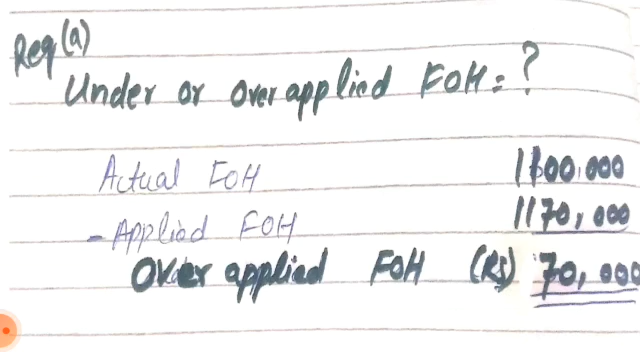 Req (a)
Under or over applied FOH = ?
Actual FOH 1100,000
- Applied FOH 1170,000
Over applied FOH (Rs) 70,000